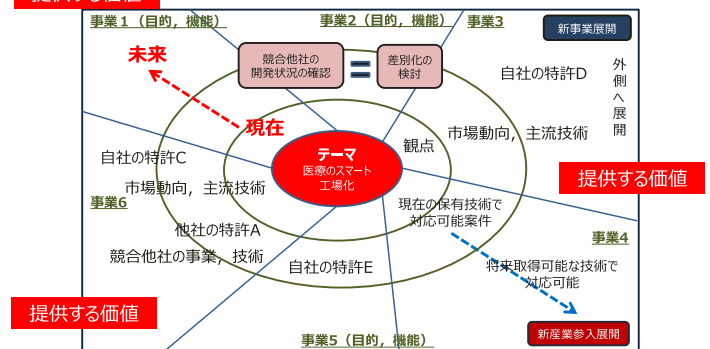 提供する価値
事業１（目的，機能）
事業2（目的，機能）
事業3
新事業展開
未来
競合他社の
開発状況の確認
差別化の
検討
自社の特許D
外側へ展開
現在
市場動向，主流技術
観点
テーマ
医療のスマート
工場化
自社の特許C
市場動向，主流技術
提供する価値
事業6
現在の保有技術で
対応可能案件
他社の特許A
競合他社の事業，技術
事業4
自社の特許E
将来取得可能な技術で
対応可能
提供する価値
新産業参入展開
事業5（目的，機能）